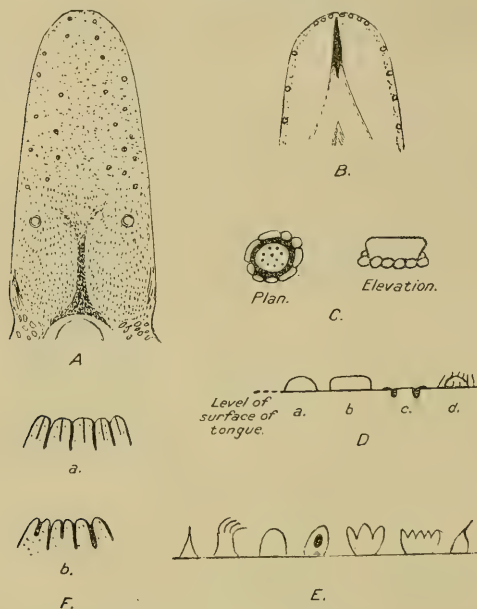 A
B.
Plan.
Elevation.
C.
Level of
surface of
tongue.
a.
b
c.
d.
D
a.
b.
F.
E.